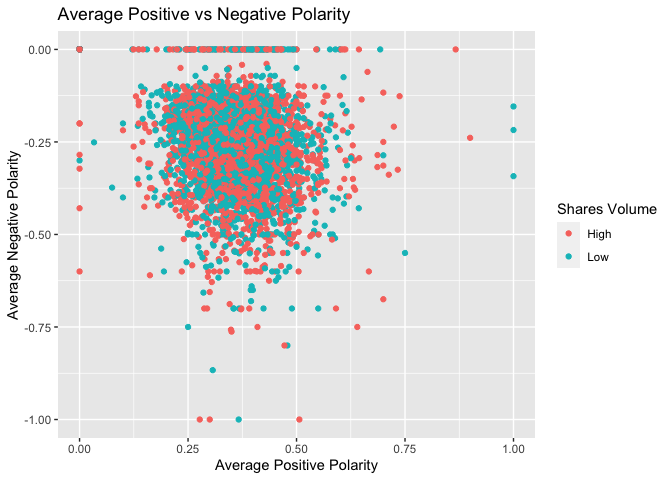 Average Positive vs Negative Polarity
0.00
-0.25
-0.50
-0.75
-1.00
Average Negative Polarity
0.00 0.25 0.50 0.75 1.00
Average Positive Polarity
Shares Volume
High
Low